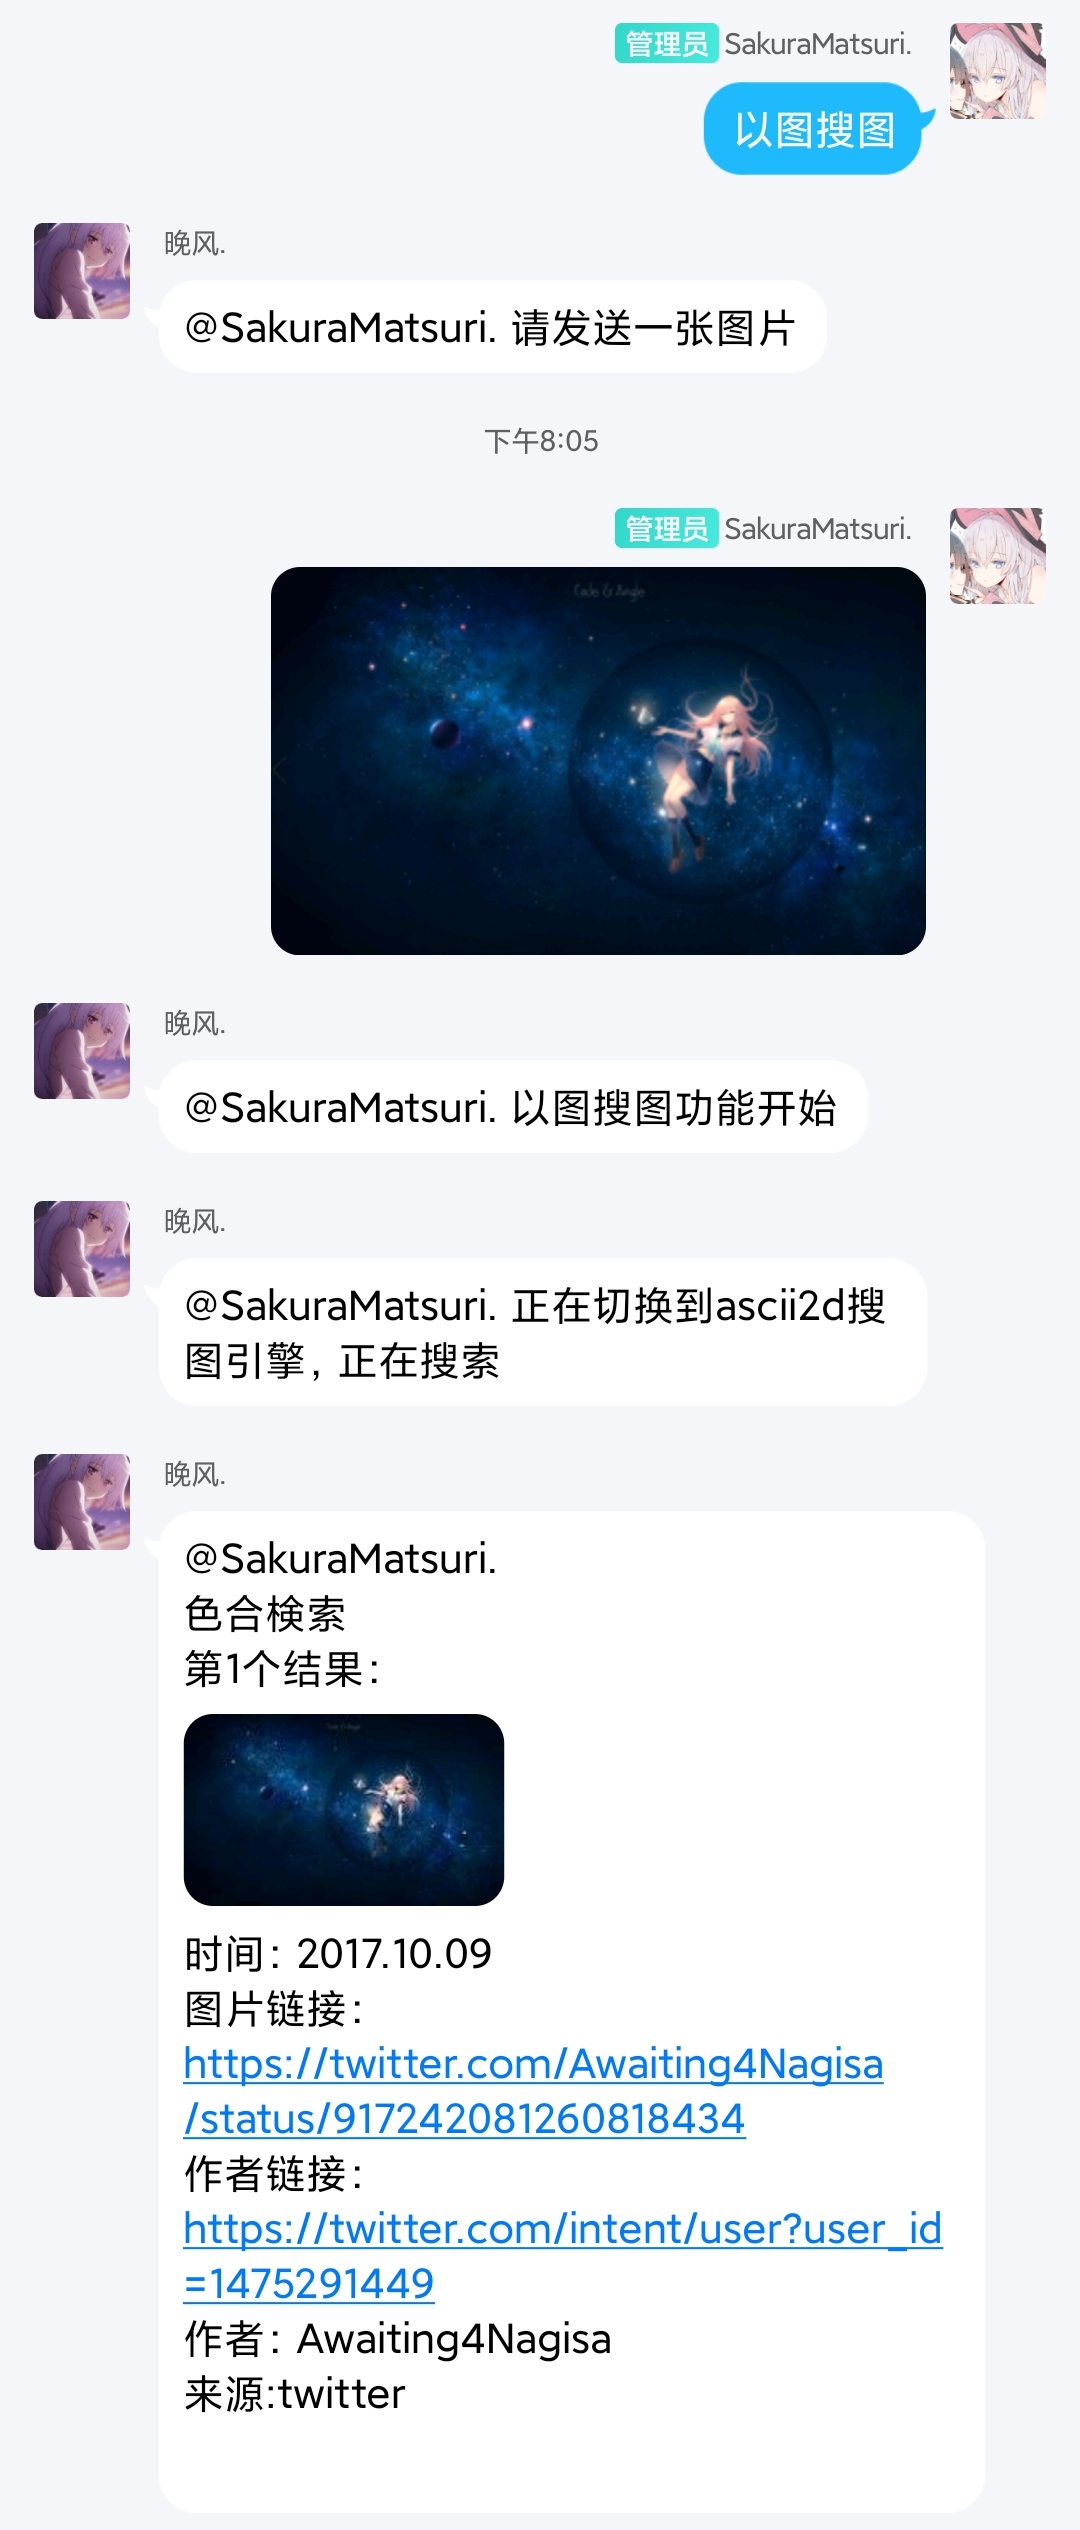 管理员 SakuraMatsuri.
以图搜图
晚风.
@SakuraMatsuri. 请发送一张图片
下午8:05
管理员 SakuraMatsuri.
晚风.
@SakuraMatsuri. 以图搜图功能开始
晚风.
@SakuraMatsuri. 正在切换到ascii2d搜
图引擎，正在搜索
晚风.
@SakuraMatsuri.
色合検索
第1个结果：
时间：2017.10.09
图片链接：
https://twitter.com/Awaiting4Nagisa
/status/917242081260818434
作者链接：
https://twitter.com/intent/user?user_id
=1475291449
作者：Awaiting4Nagisa
来源:twitter